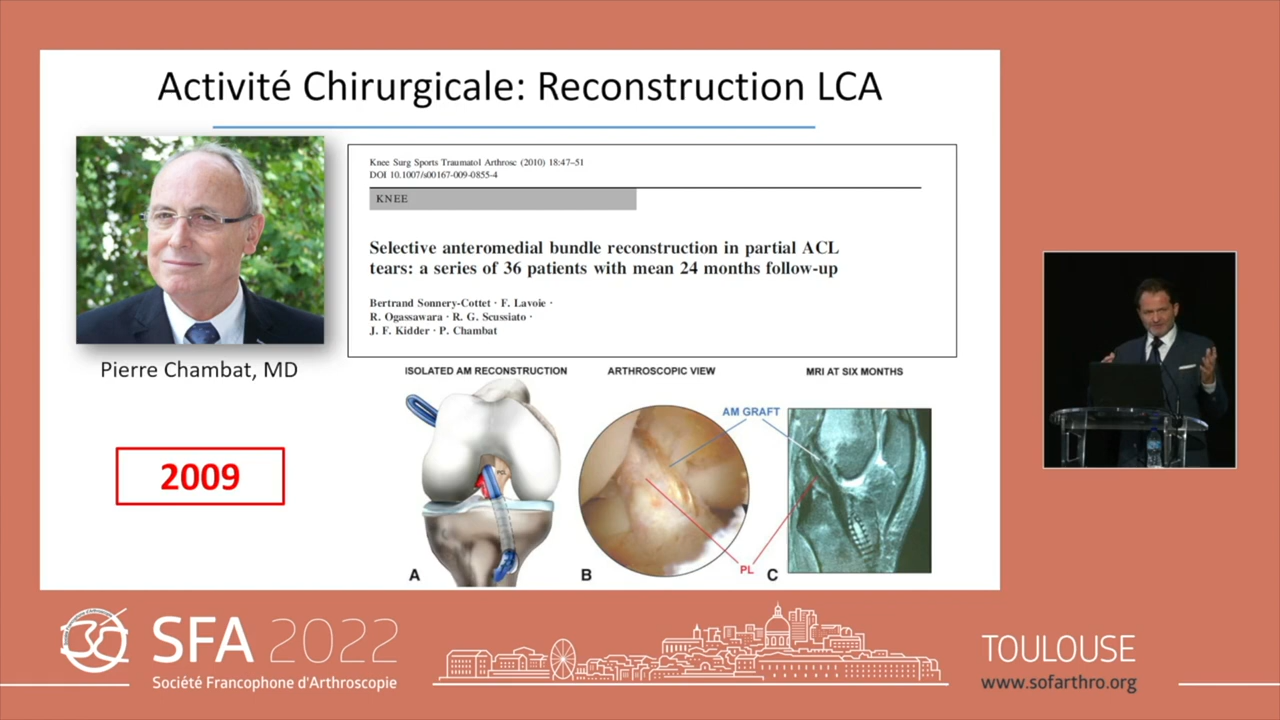 Activité Chirurgicale: Reconstruction LCA
Pierre Chambat, MD
2009
Knee Surg Sports Traumatol Arthrosc (2010) 18:47–51
DOI 10.1007/s00167-009-0855-4
KNEE
Selective anteromedial bundle reconstruction in partial ACL
tears: a series of 36 patients with mean 24 months follow-up
Bertrand Sonnery-Cottet · F. Lavoie ·
R. Ogassawara · R. G. Scussiato ·
J. F. Kidder · P. Chambat
ISOLATED AM RECONSTRUCTION
ARTHROSCOPIC VIEW
MRI AT SIX MONTHS
AM GRAFT
PL
A
B
C
30
SFA 2022
Société Francophone d'Arthroscopie
TOULOUSE
www.sofarthro.org